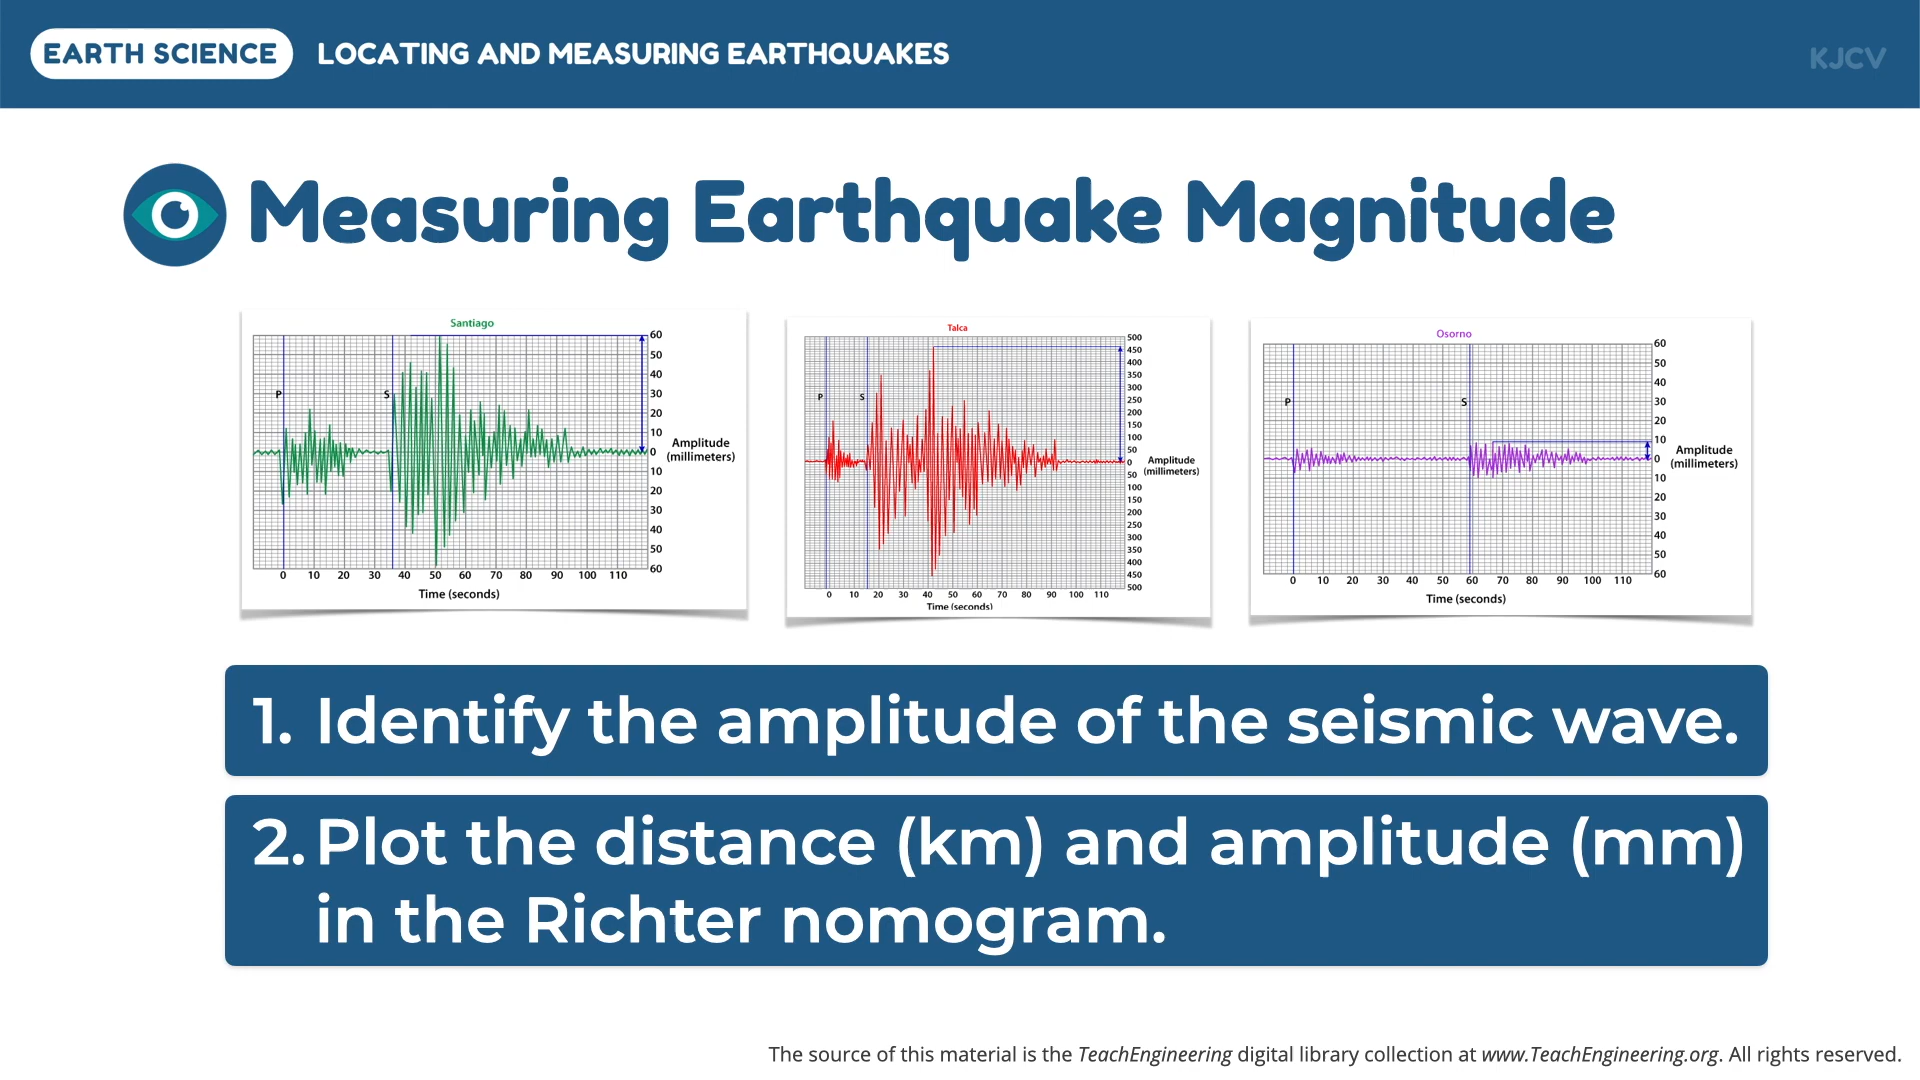 EARTH SCIENCE
LOCATING AND MEASURING EARTHQUAKES
KJCV
Measuring Earthquake Magnitude
Santiago
P
S
60
50
40
30
20
10
0
10
20
30
40
50
60
Amplitude
(millimeters)
0 10 20 30 40 50 60 70 80 90 100 110
Time (seconds)
Talca
P
S
500
450
400
350
300
250
200
150
100
50
0
50
100
150
200
250
300
350
400
450
500
Amplitude
(millimeters)
0 10 20 30 40 50 60 70 80 90 100 110
Time (seconds)
Osorno
P
S
60
50
40
30
20
10
0
10
20
30
40
50
60
Amplitude
(millimeters)
0 10 20 30 40 50 60 70 80 90 100 110
Time (seconds)
1. Identify the amplitude of the seismic wave.
2. Plot the distance (km) and amplitude (mm)
in the Richter nomogram.
The source of this material is the TeachEngineering digital library collection at www.TeachEngineering.org. All rights reserved.